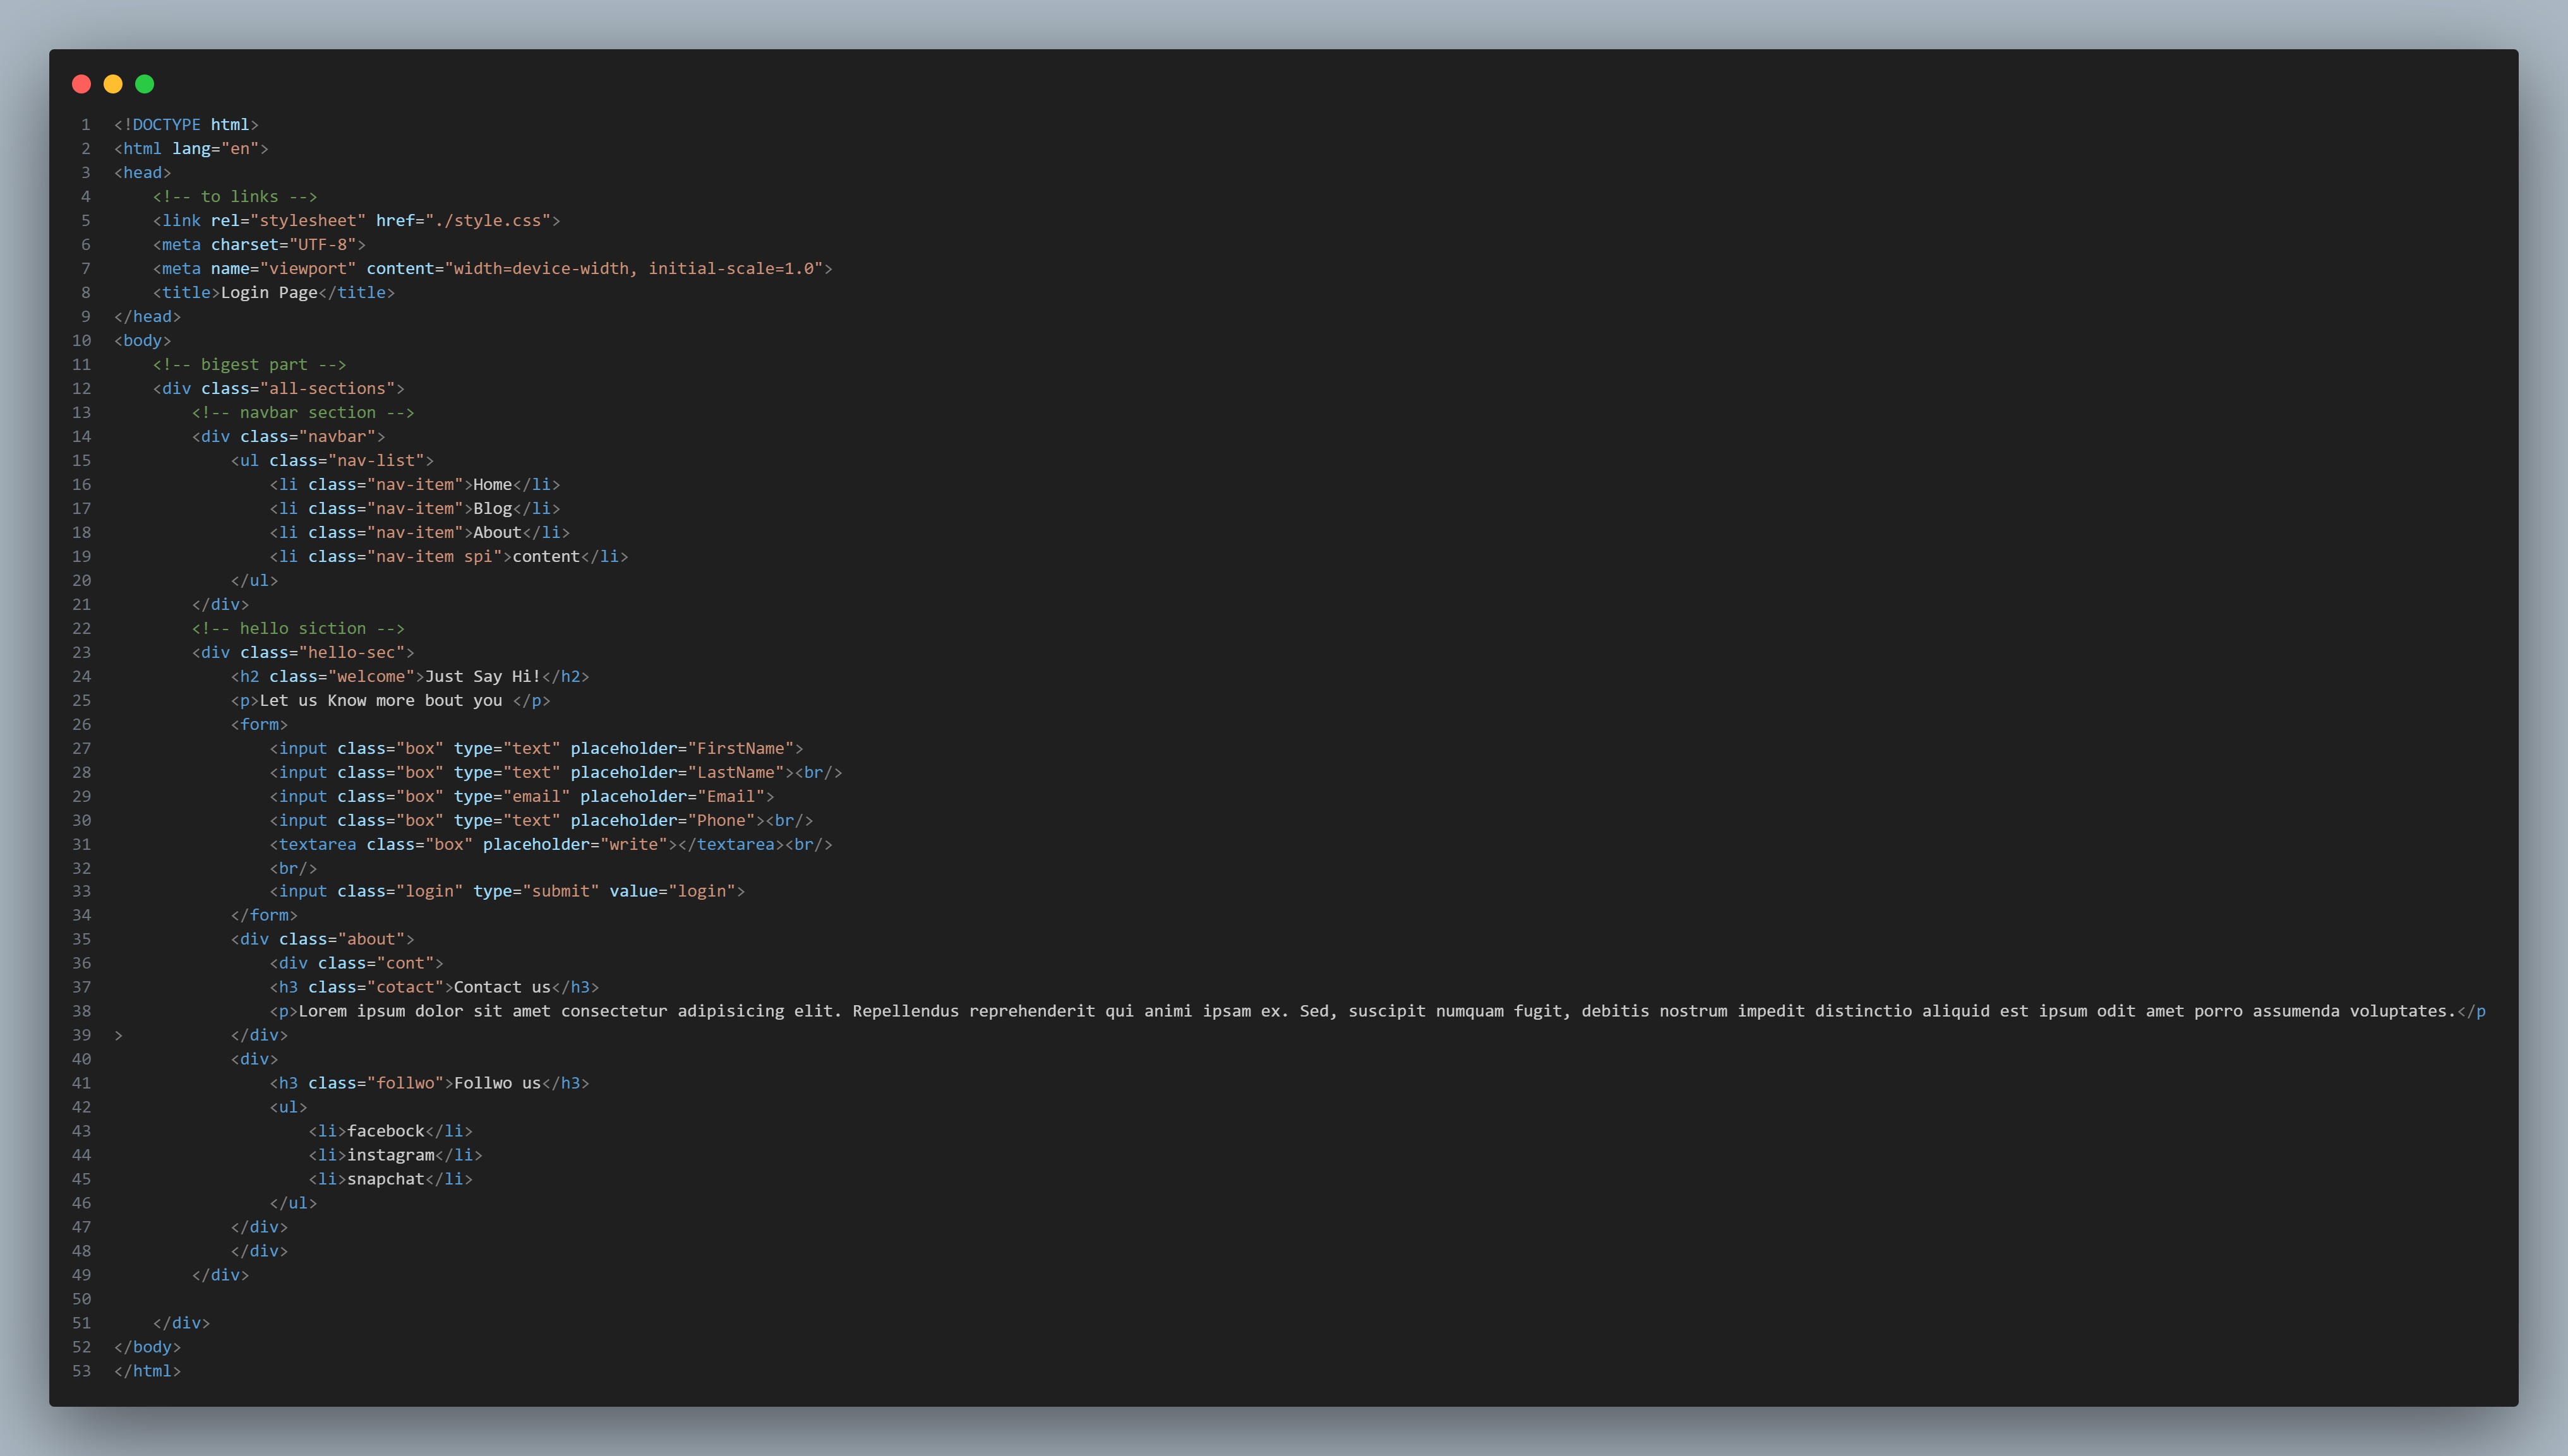 1 <!DOCTYPE html>
2 <html lang="en">
3 <head>
4     <!-- to links -->
5     <link rel="stylesheet" href="./style.css">
6     <meta charset="UTF-8">
7     <meta name="viewport" content="width=device-width, initial-scale=1.0">
8     <title>Login Page</title>
9 </head>
10 <body>
11     <!-- bigest part -->
12     <div class="all-sections">
13         <!-- navbar section -->
14         <div class="navbar">
15             <ul class="nav-list">
16                 <li class="nav-item">Home</li>
17                 <li class="nav-item">Blog</li>
18                 <li class="nav-item">About</li>
19                 <li class="nav-item spi">content</li>
20             </ul>
21         </div>
22         <!-- hello siction -->
23         <div class="hello-sec">
24             <h2 class="welcome">Just Say Hi!</h2>
25             <p>Let us Know more bout you </p>
26             <form>
27                 <input class="box" type="text" placeholder="FirstName">
28                 <input class="box" type="text" placeholder="LastName"><br/>
29                 <input class="box" type="email" placeholder="Email">
30                 <input class="box" type="text" placeholder="Phone"><br/>
31                 <textarea class="box" placeholder="write"></textarea><br/>
32                 <br/>
33                 <input class="login" type="submit" value="login">
34             </form>
35             <div class="about">
36                 <div class="cont">
37                 <h3 class="cotact">Contact us</h3>
38                 <p>Lorem ipsum dolor sit amet consectetur adipisicing elit. Repellendus reprehenderit qui animi ipsam ex. Sed, suscipit numquam fugit, debitis nostrum impedit distinctio aliquid est ipsum odit amet porro assumenda voluptates.</p
39 >           </div>
40             <div>
41                 <h3 class="follwo">Follwo us</h3>
42                 <ul>
43                     <li>facebock</li>
44                     <li>instagram</li>
45                     <li>snapchat</li>
46                 </ul>
47             </div>
48             </div>
49         </div>
50
51     </div>
52 </body>
53 </html>